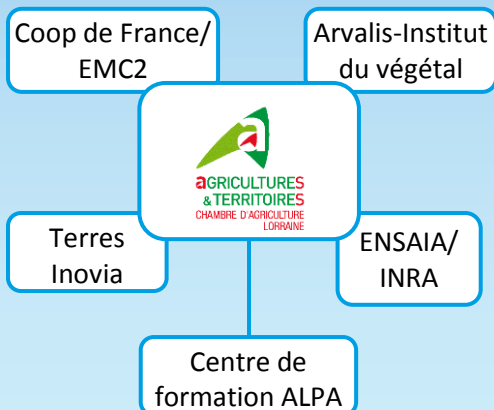 Coop de France/
EMC2
Arvalis-Institut
du végétal
a
aGRICULTURES
& TERRITOIRES
CHAMBRE D'AGRICULTURE
LORRAINE
Terres
Inovia
ENSAIA/
INRA
Centre de
formation ALPA